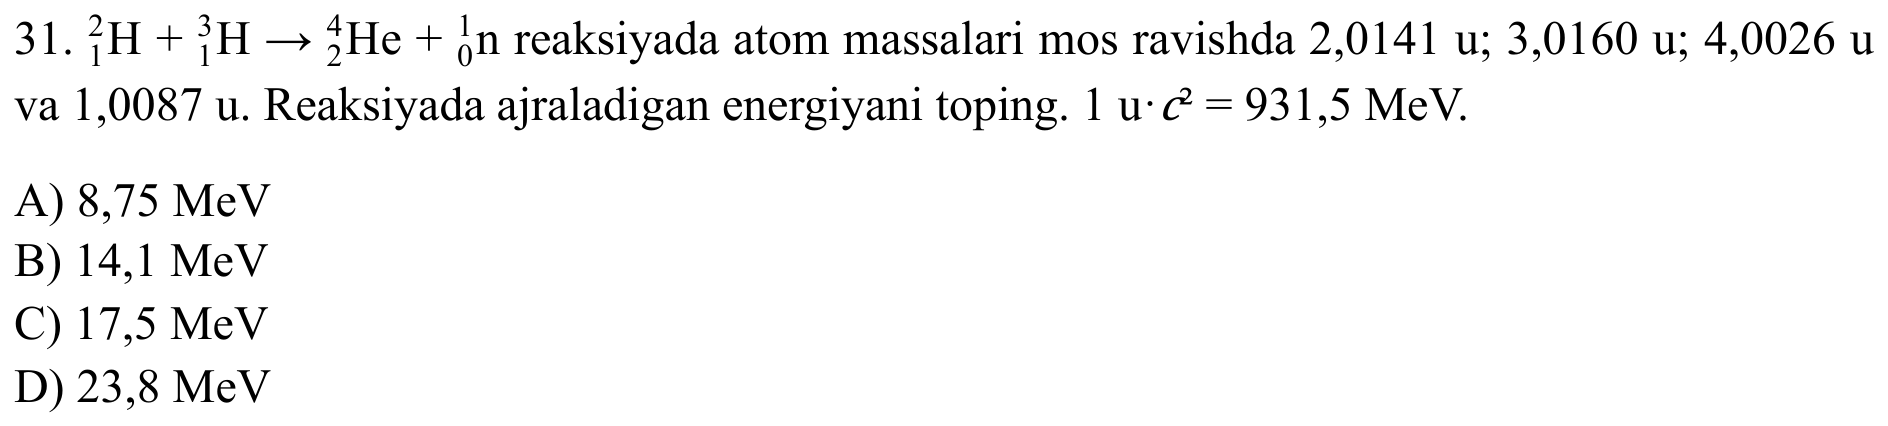 31. ²₁H + ³₁H → ⁴₂He + ¹₀n reaksiyada atom massalari mos ravishda 2,0141 u; 3,0160 u; 4,0026 u
va 1,0087 u. Reaksiyada ajraladigan energiyani toping. 1 u·c² = 931,5 MeV.
A) 8,75 MeV
B) 14,1 MeV
C) 17,5 MeV
D) 23,8 MeV